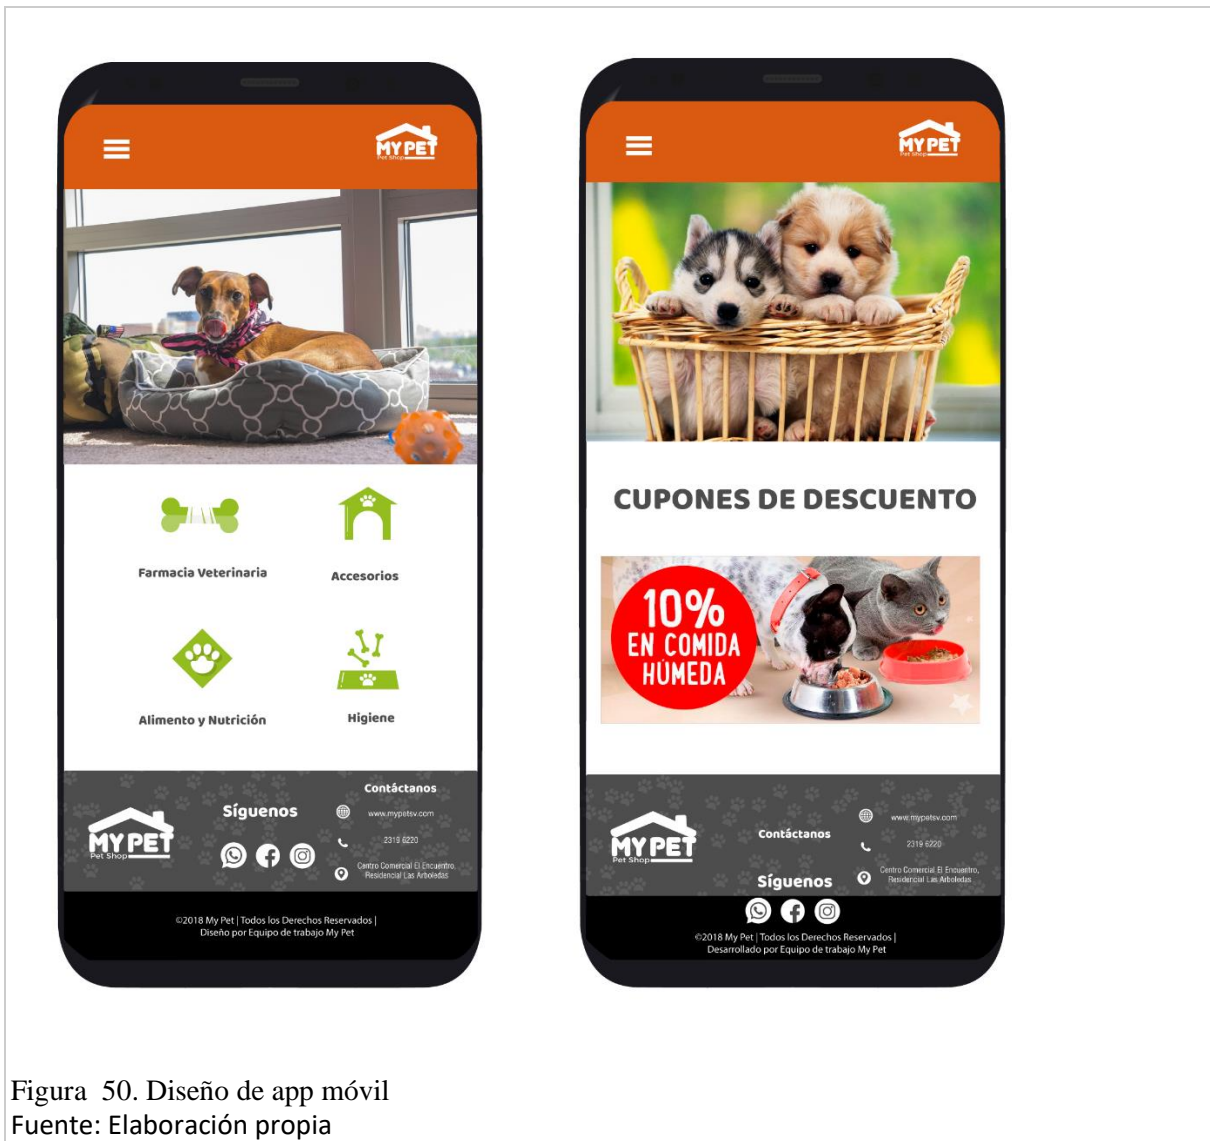 MY PET
Pet Shop
Farmacia Veterinaria
Accesorios
Alimento y Nutrición
Higiene
MY PET
Pet Shop
Síguenos
Contáctanos
www.mypetsv.com
2319 6220
Centro Comercial El Encuentro,
Residencial Las Arboledas
©2018 My Pet | Todos los Derechos Reservados |
Diseño por Equipo de trabajo My Pet
MY PET
Pet Shop
CUPONES DE DESCUENTO
10%
EN COMIDA
HÚMEDA
MY PET
Pet Shop
Contáctanos
www.mypetsv.com
2319 6220
Centro Comercial El Encuentro,
Residencial Las Arboledas
Síguenos
©2018 My Pet | Todos los Derechos Reservados |
Desarrollado por Equipo de trabajo My Pet
Figura 50. Diseño de app móvil
Fuente: Elaboración propia